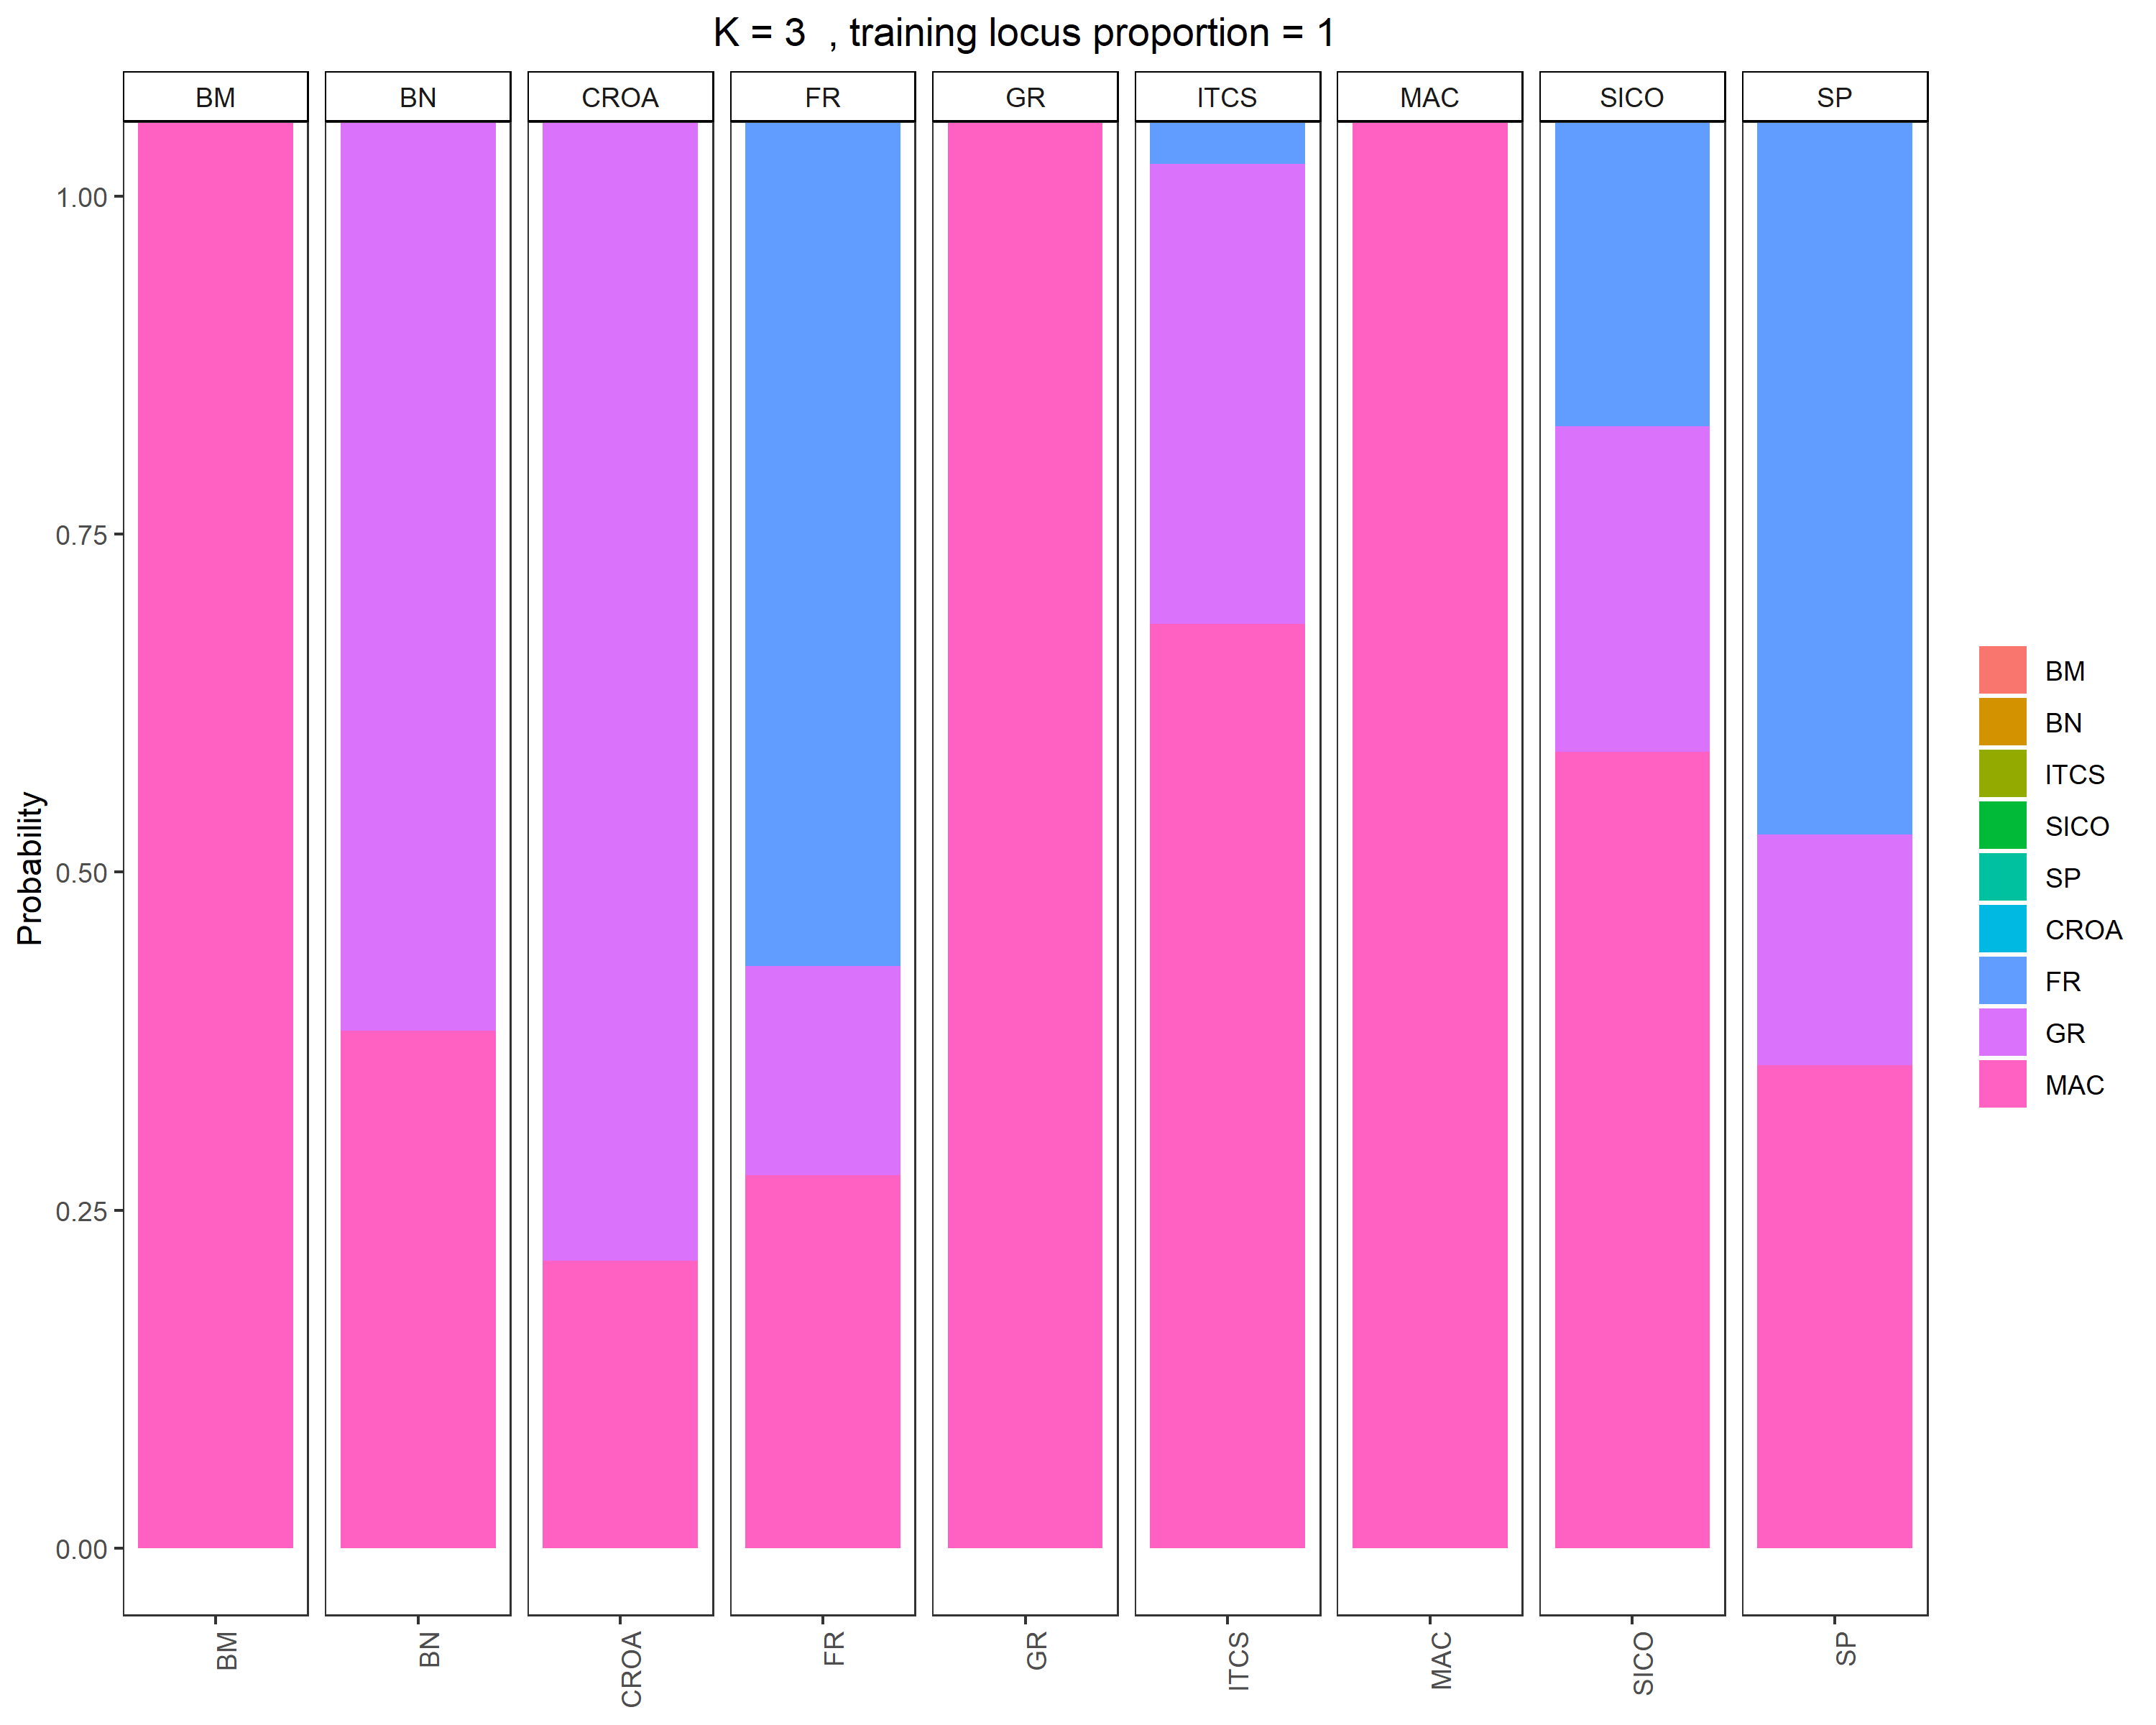 K = 3 , training locus proportion = 1
BM BN CROA FR GR ITCS MAC SICO SP
1.00
0.75
0.50
0.25
0.00
Probability
BM BN CROA FR GR ITCS MAC SICO SP
BM
BN
ITCS
SICO
SP
CROA
FR
GR
MAC